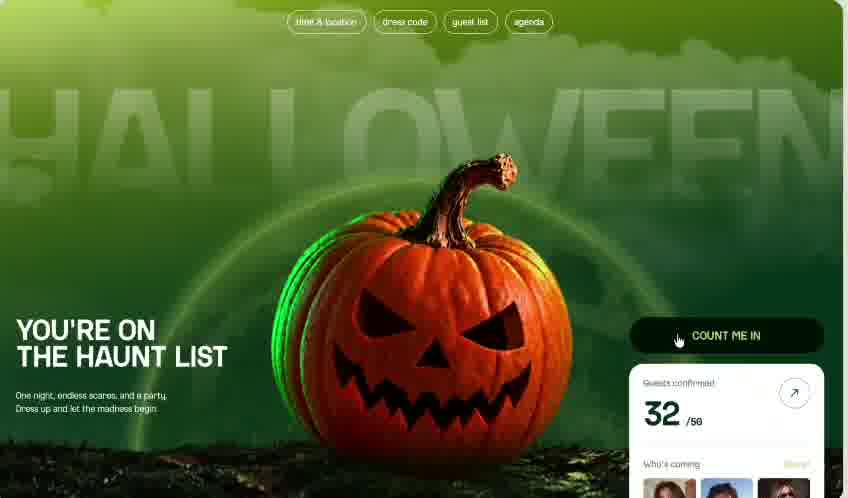 time & location
dress code
guest list
agenda
HALLOWEEN
YOU'RE ON
THE HAUNT LIST
One night, endless scares, and a party.
Dress up and let the madness begin.
COUNT ME IN
Guests confirmed
32 /50
Who's coming